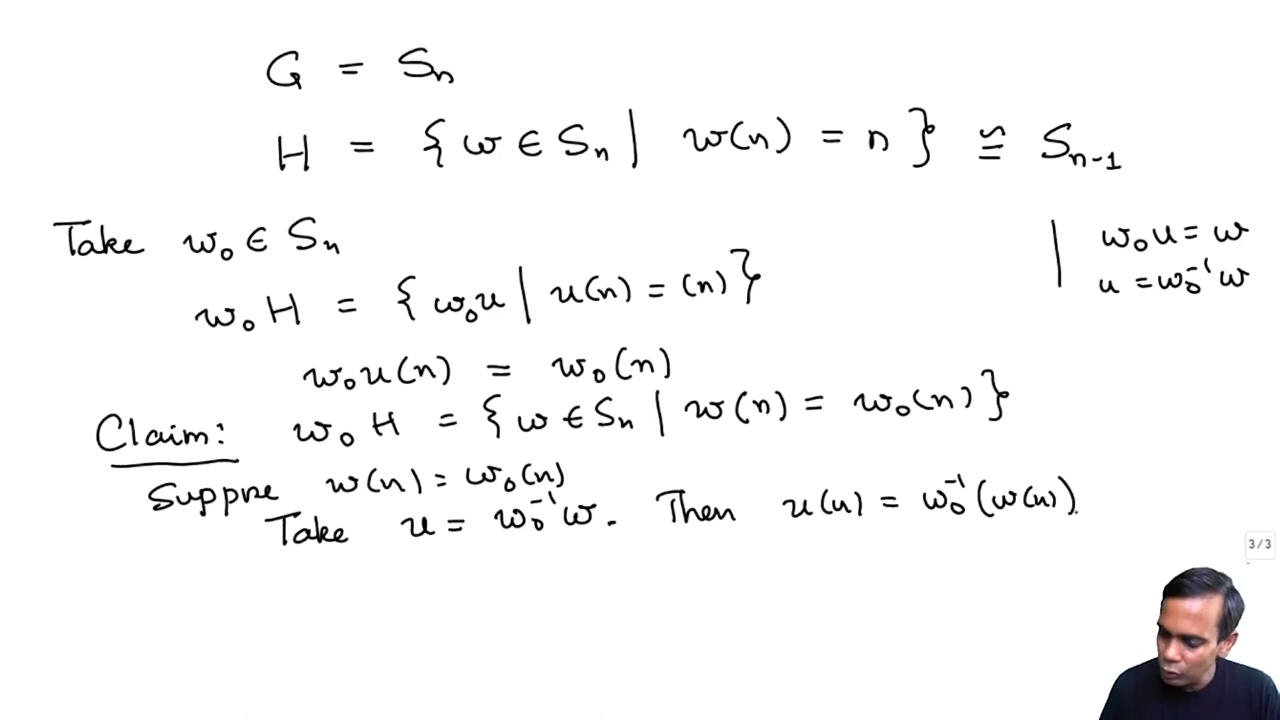 G = Sₙ
H = { w ∈ Sₙ | w(n) = n } ≅ Sₙ₋₁
Take w₀ ∈ Sₙ
w₀H = { w₀u | u(n) = (n) }
w₀u(n) = w₀(n)
| w₀u = w
u = w₀⁻¹w
Claim: w₀H = { w ∈ Sₙ | w(n) = w₀(n) }
Suppre w(n) = w₀(n)
Take u = w₀⁻¹w. Then u(n) = w₀⁻¹(w(n).
3/3